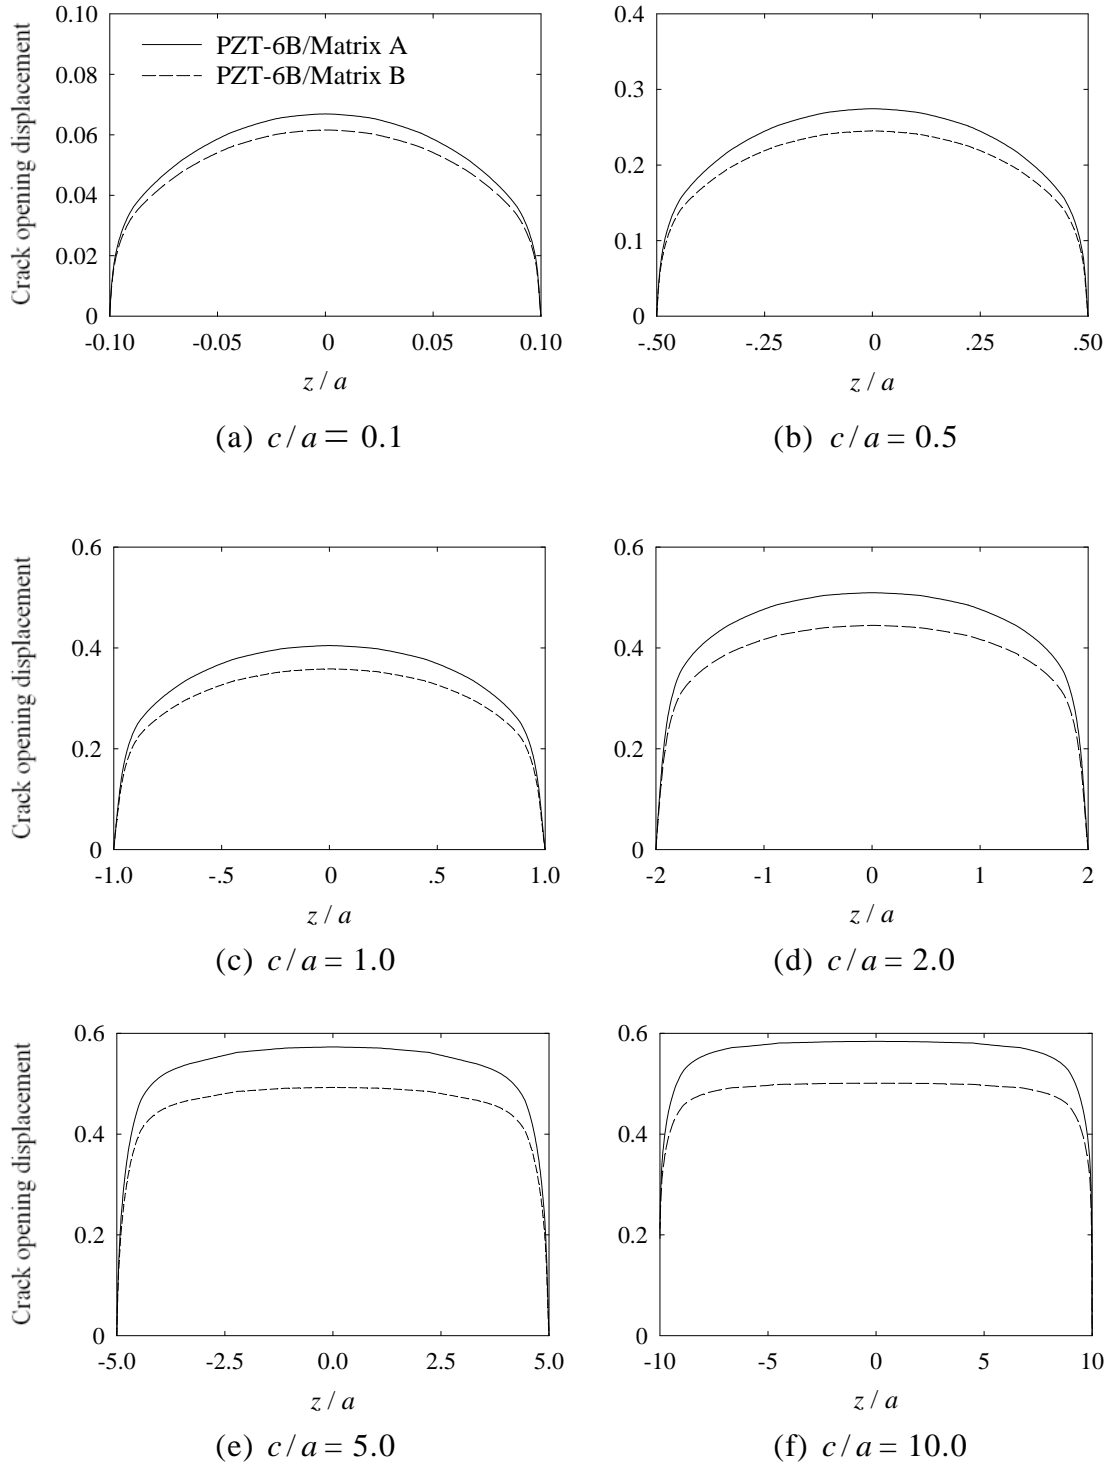 Crack opening displacement
0.10
0.08
0.06
0.04
0.02
0
PZT-6B/Matrix A
PZT-6B/Matrix B
-0.10 -0.05 0 0.05 0.10
z / a
(a) c/a = 0.1
0.4
0.3
0.2
0.1
0
-.50 -.25 0 .25 .50
z / a
(b) c/a = 0.5
Crack opening displacement
0.6
0.4
0.2
0
-1.0 -.5 0 .5 1.0
z / a
(c) c/a = 1.0
0.6
0.4
0.2
0
-2 -1 0 1 2
z / a
(d) c/a = 2.0
Crack opening displacement
0.6
0.4
0.2
0
-5.0 -2.5 0.0 2.5 5.0
z / a
(e) c/a = 5.0
0.6
0.4
0.2
0
-10 -5 0 5 10
z / a
(f) c/a = 10.0